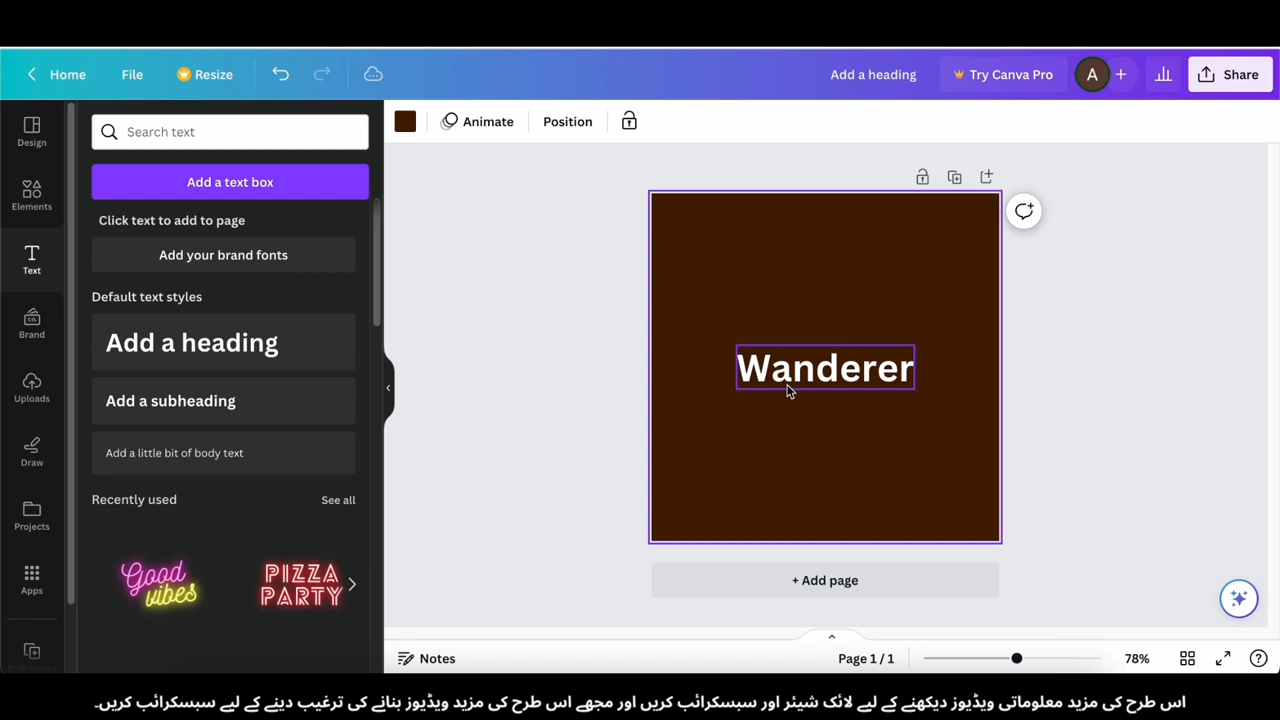 Home File Resize Add a heading Try Canva Pro A Share
Animate Position
Design
Elements
Text
Brand
Uploads
Draw
Projects
Apps
Bulk create
Search text
Add a text box
Click text to add to page
Add your brand fonts
Default text styles
Add a heading
Add a subheading
Add a little bit of body text
Recently used See all
Good
vibes
PIZZA
PARTY
Wanderer
+ Add page
Notes Page 1 / 1 78%
اس طرح کی مزید معلوماتی ویڈیوز دیکھنے کے لیے لائک شیئر اور سبسکرائب کریں اور مجھے اس طرح کی مزید ویڈیوز بنانے کی ترغیب دینے کے لیے سبسکرائب کریں۔